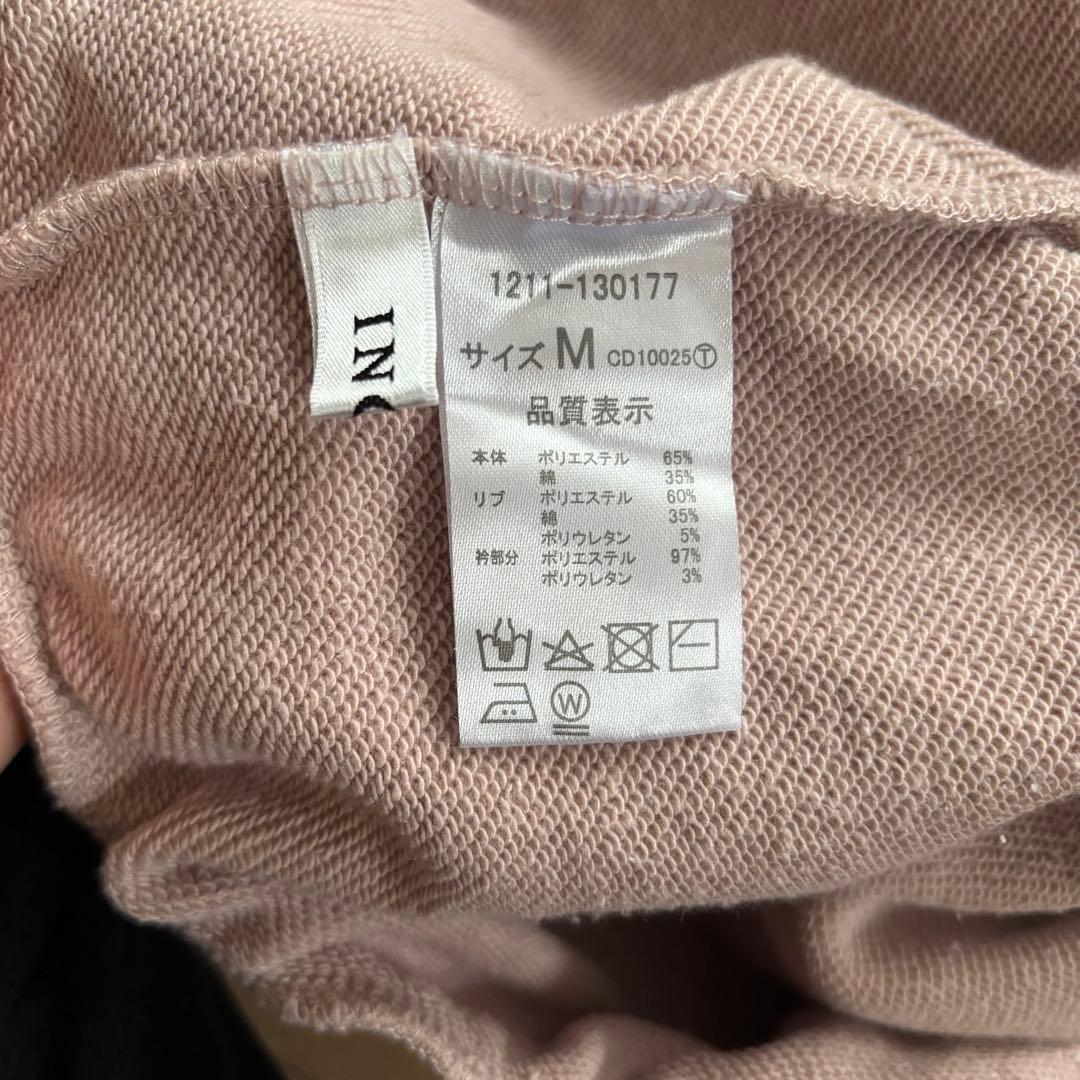 INC
1211-130177
サイズ M CD10025Ⓣ
品質表示
本体 ポリエステル 65%
綿 35%
リブ ポリエステル 60%
綿 35%
ポリウレタン 5%
衿部分 ポリエステル 97%
ポリウレタン 3%
W